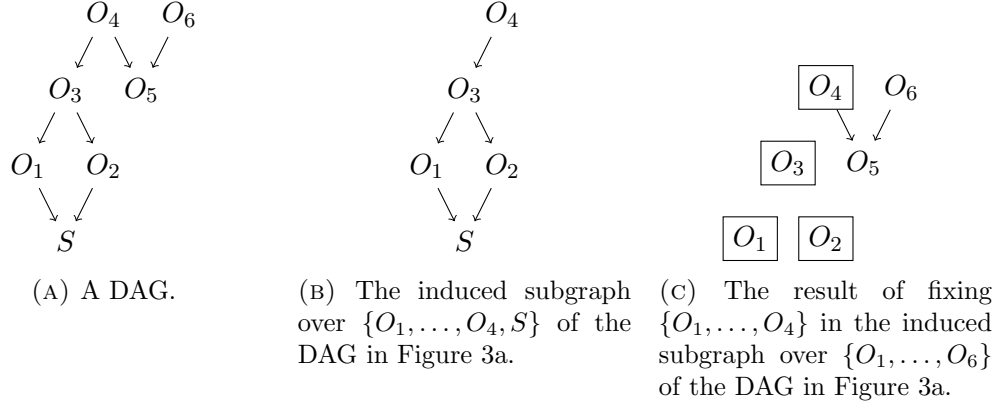 O4 O6
O3 O5
O1 O2
S
(A) A DAG.
O4
O3
O1 O2
S
(B) The induced subgraph
over {O1, . . . , O4, S} of the
DAG in Figure 3a.
O4 O6
O3 O5
O1 O2
(C) The result of fixing
{O1, . . . , O4} in the induced
subgraph over {O1, . . . , O6}
of the DAG in Figure 3a.